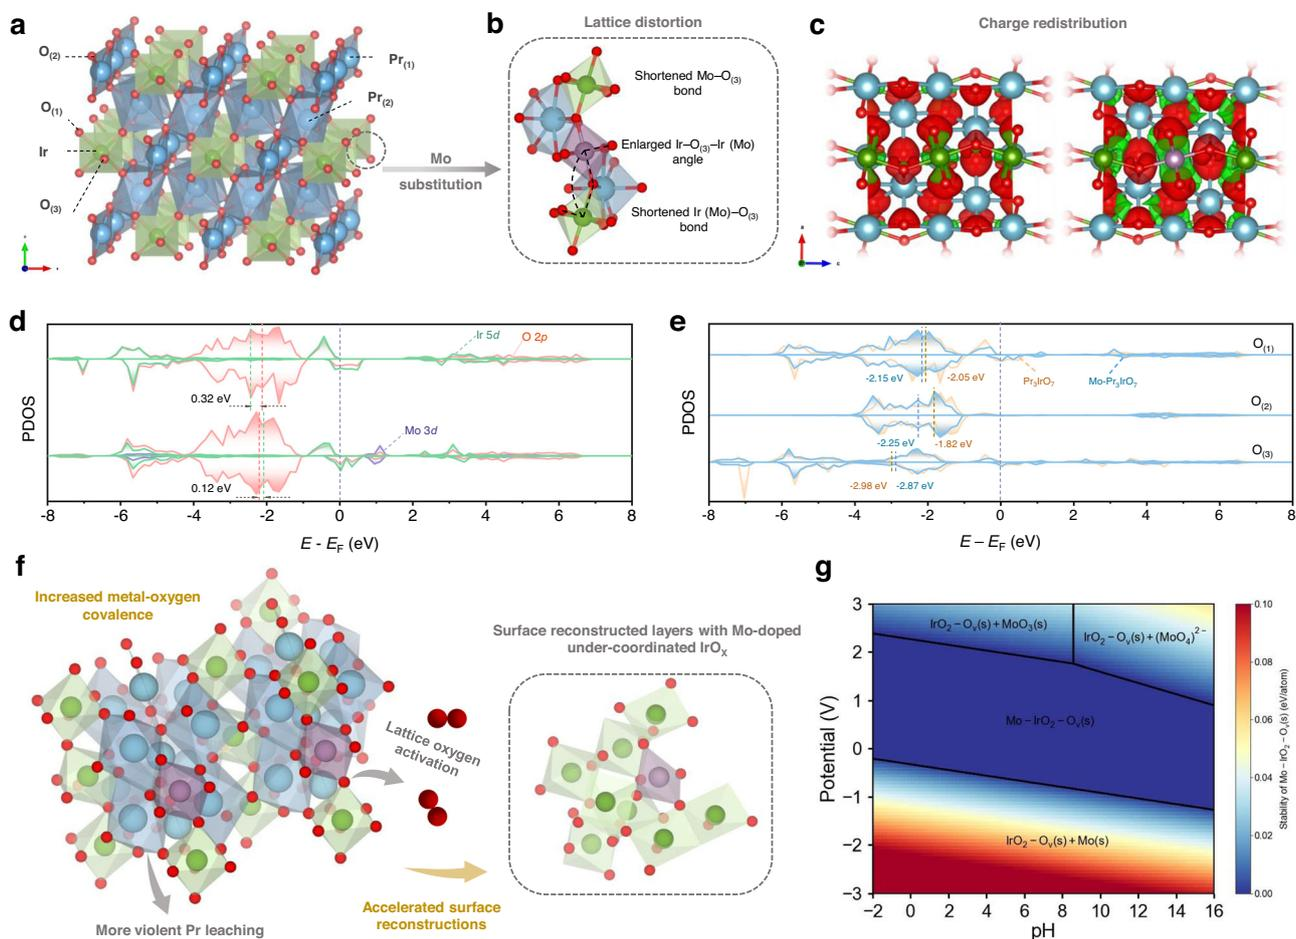 a
O(2)
O(1)
Ir
O(3)
Pr(1)
Pr(2)
Mo
substitution
b
Lattice distortion
Shortened Mo–O(3)
bond
Enlarged Ir–O(3)–Ir (Mo)
angle
Shortened Ir (Mo)–O(3)
bond
c
Charge redistribution
a
c
d
PDOS
Ir 5d
O 2p
0.32 eV
Mo 3d
0.12 eV
-8 -6 -4 -2 0 2 4 6 8
E - EF (eV)
e
PDOS
O(1)
-2.15 eV
-2.05 eV
Pr3IrO7
Mo-Pr3IrO7
O(2)
-2.25 eV
-1.82 eV
O(3)
-2.98 eV
-2.87 eV
-8 -6 -4 -2 0 2 4 6 8
E – EF (eV)
f
Increased metal-oxygen
covalence
Lattice oxygen
activation
More violent Pr leaching
Accelerated surface
reconstructions
Surface reconstructed layers with Mo-doped
under-coordinated IrOX
g
Potential (V)
3
2
1
0
−1
−2
−3
IrO2 − Ov(s) + MoO3(s)
IrO2 − Ov(s) + (MoO4)2−
Mo − IrO2 − Ov(s)
IrO2 − Ov(s) + Mo(s)
−2 0 2 4 6 8 10 12 14 16
pH
0.10
0.08
0.06
0.04
0.02
0.00
Stability of Mo − IrO2 − Ov(s) (eV/atom)